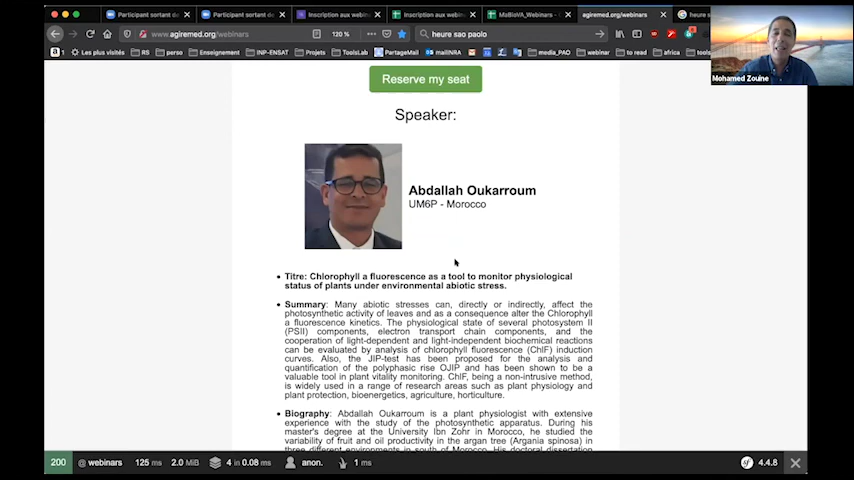 Participant sortant de
Participant sortant de
Inscription aux webin
Inscription aux webin
MaBioVA_Webinars -
agiremed.org/webinars
heure s
www.agiremed.org/webinars
120 %
heure sao paolo
Les plus visités
RS
perso
Enseignement
INP-ENSAT
Projets
ToolsLab
PartageMail
mailINRA
media_PAO
webinar
to read
africa
tools
Mohamed Zouine
Reserve my seat
Speaker:
Abdallah Oukarroum
UM6P - Morocco
• Titre: Chlorophyll a fluorescence as a tool to monitor physiological
status of plants under environmental abiotic stress.
• Summary: Many abiotic stresses can, directly or indirectly, affect the
photosynthetic activity of leaves and as a consequence alter the Chlorophyll
a fluorescence kinetics. The physiological state of several photosystem II
(PSII) components, electron transport chain components, and the
cooperation of light-dependent and light-independent biochemical reactions
can be evaluated by analysis of chlorophyll fluorescence (ChlF) induction
curves. Also, the JIP-test has been proposed for the analysis and
quantification of the polyphasic rise OJIP and has been shown to be a
valuable tool in plant vitality monitoring. ChlF, being a non-intrusive method,
is widely used in a range of research areas such as plant physiology and
plant protection, bioenergetics, agriculture, horticulture.
• Biography: Abdallah Oukarroum is a plant physiologist with extensive
experience with the study of the photosynthetic apparatus. During his
master's degree at the University Ibn Zohr in Morocco, he studied the
variability of fruit and oil productivity in the argan tree (Argania spinosa) in
three different environments in south of Morocco. His doctoral dissertation
200 @ webinars 125 ms 2.0 MiB 4 in 0.08 ms anon. 1 ms 4.4.8